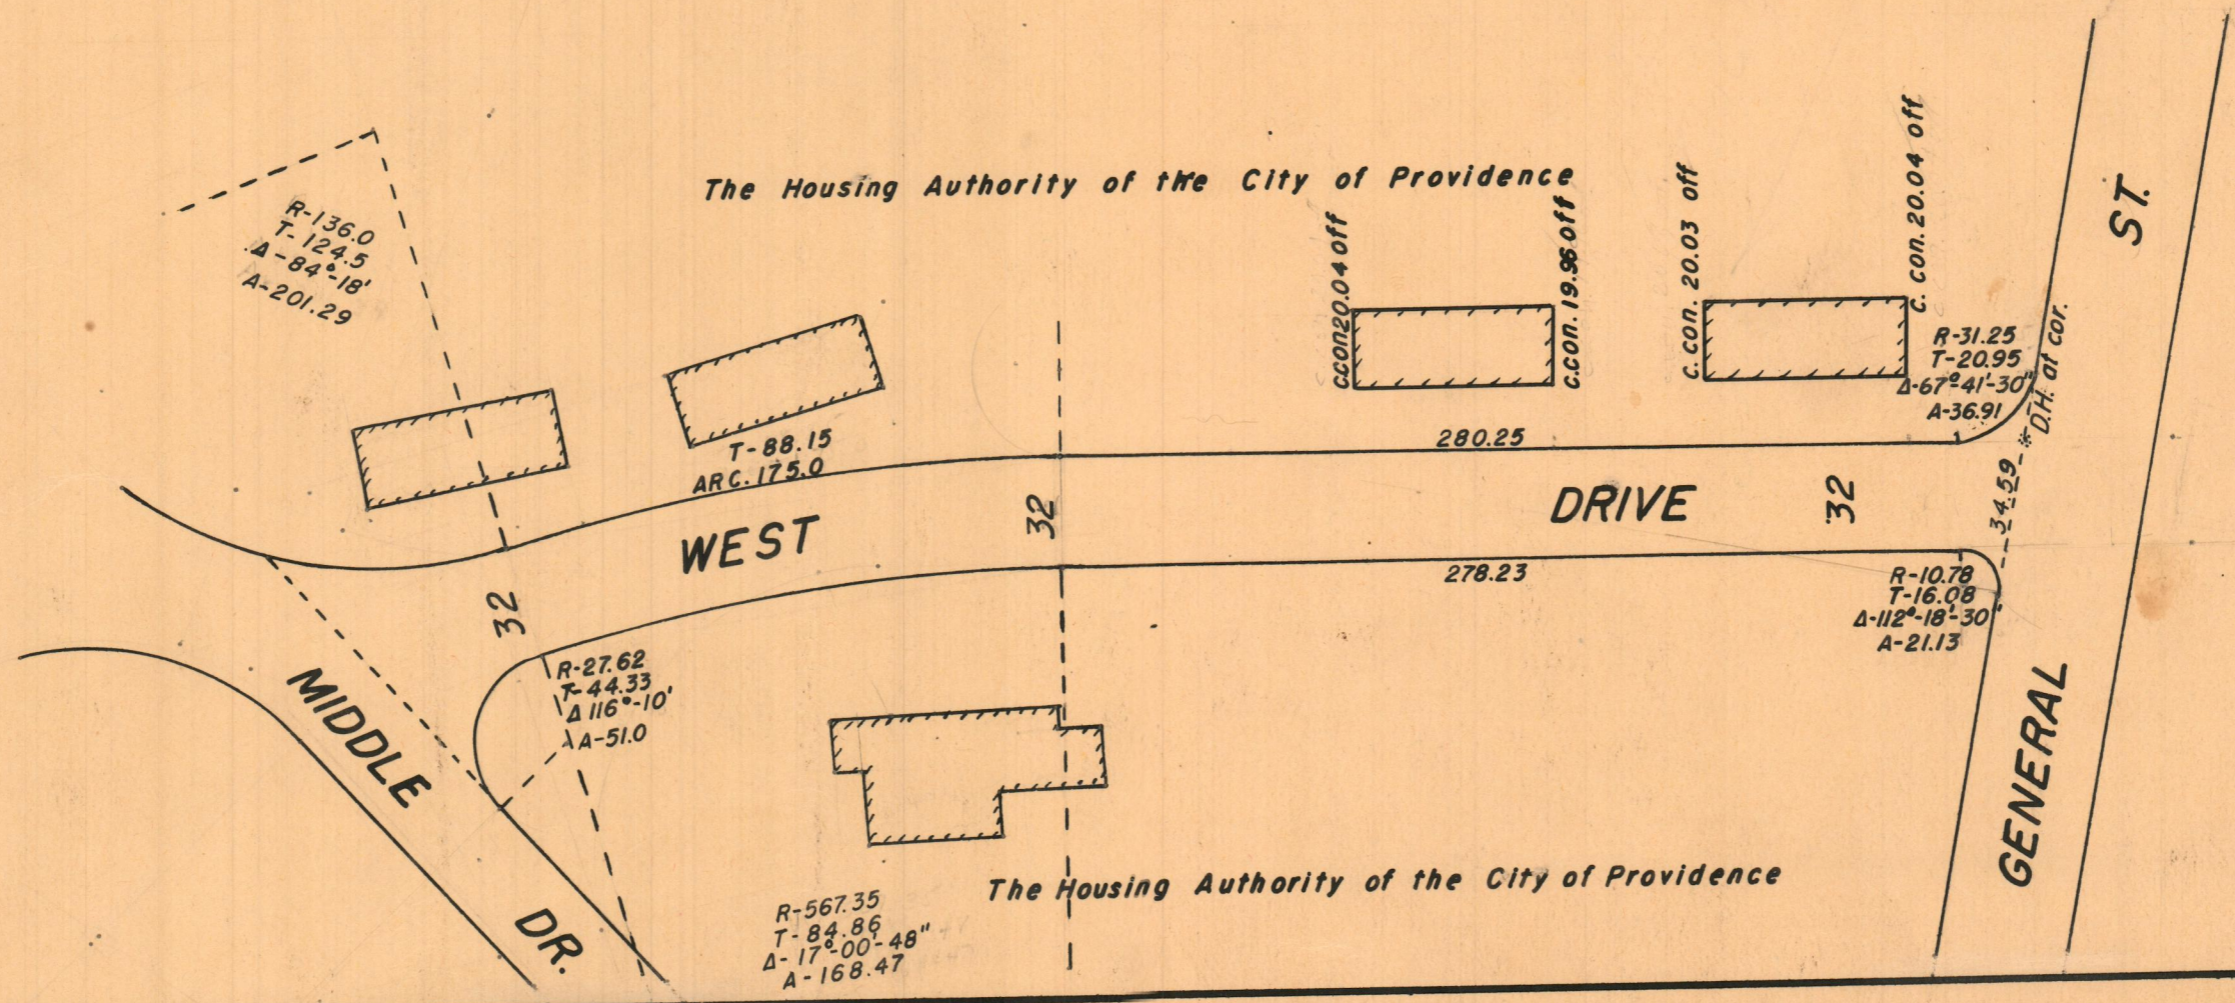 The Housing Authority of the City of Providence
R-136.0
T-124.5
Δ-84°-18'
A-201.29
C.CON 20.04 off
C.CON. 19.96 off
C. CON. 20.03 off
C. CON. 20.04 off
ST.
R-31.25
T-20.95
Δ-67°-41'-30"
A-36.91
D.H. at cor.
T-88.15
ARC. 175.0
280.25
34.59
WEST
32
DRIVE
32
278.23
R-10.78
T-16.08
Δ-112°-18'-30"
A-21.13
32
R-27.62
T-44.33
Δ 116°-10'
A-51.0
MIDDLE
DR.
GENERAL
The Housing Authority of the City of Providence
R-567.35
T-84.86
Δ-17°-00'-48"
A-168.47